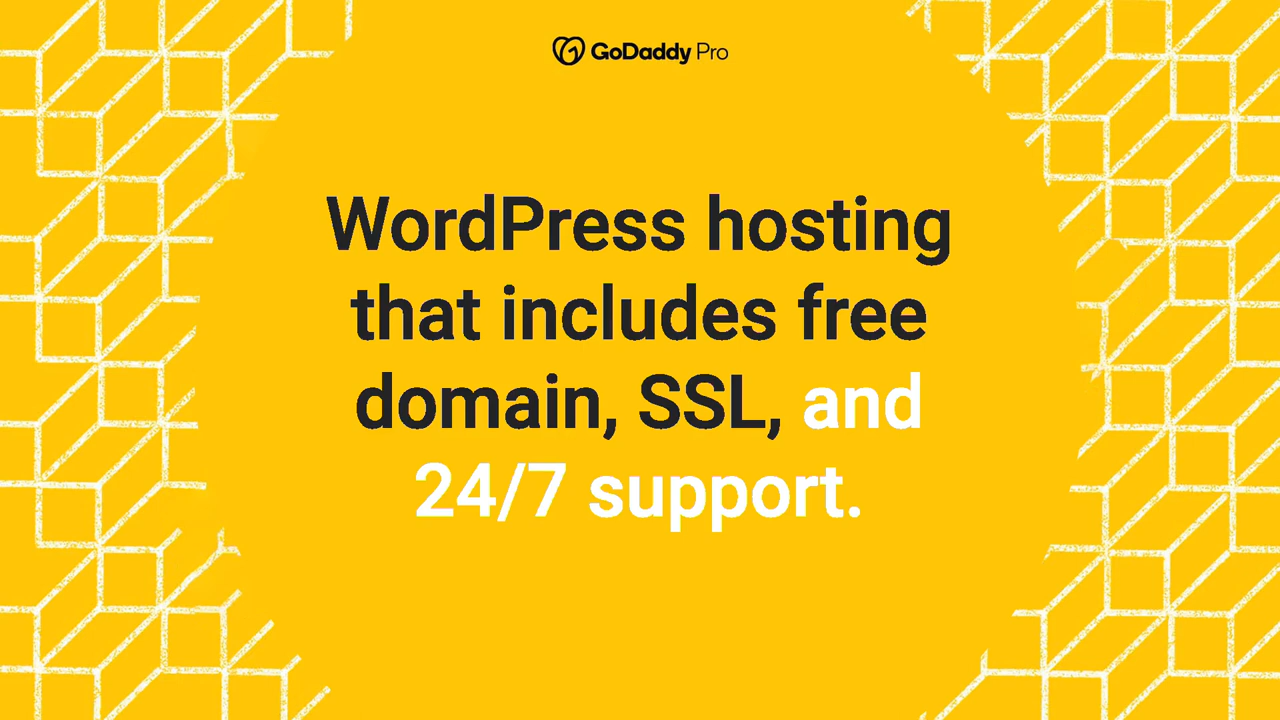 GoDaddy Pro
WordPress hosting
that includes free
domain, SSL, and
24/7 support.